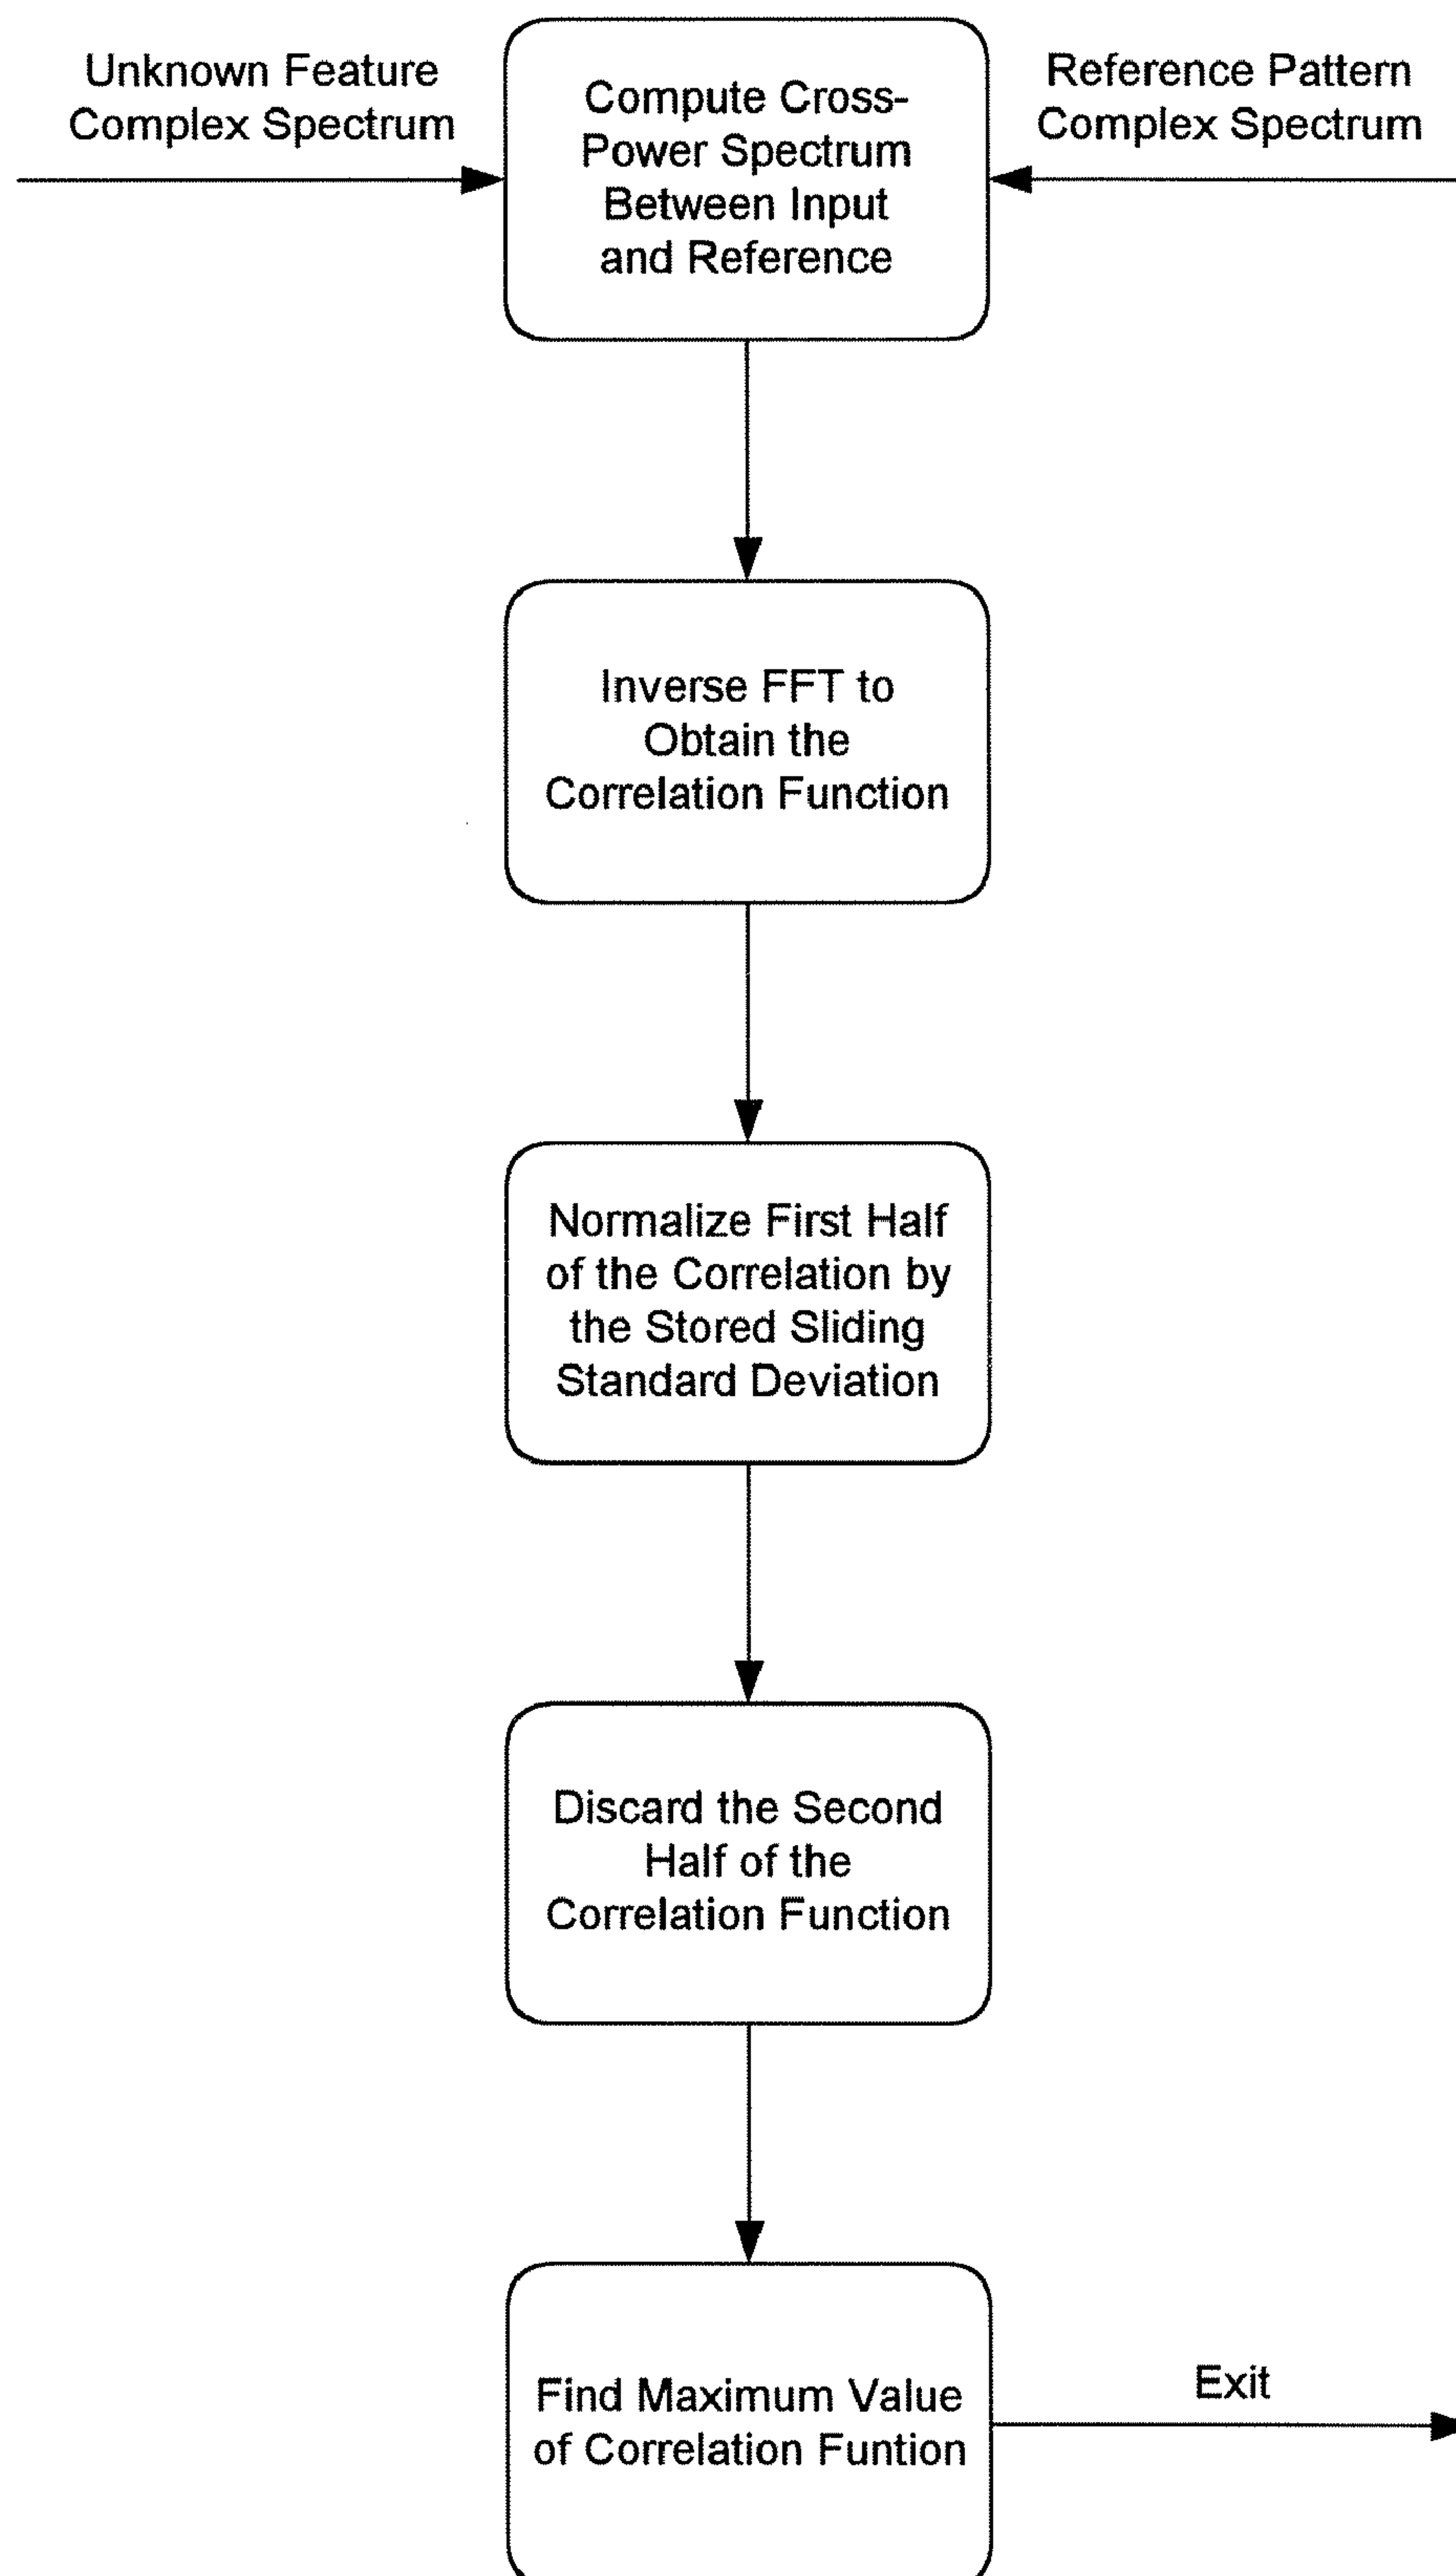 Unknown Feature
Complex Spectrum
Compute Cross-
Power Spectrum
Between Input
and Reference
Reference Pattern
Complex Spectrum
Inverse FFT to
Obtain the
Correlation Function
Normalize First Half
of the Correlation by
the Stored Sliding
Standard Deviation
Discard the Second
Half of the
Correlation Function
Find Maximum Value
of Correlation Funtion
Exit